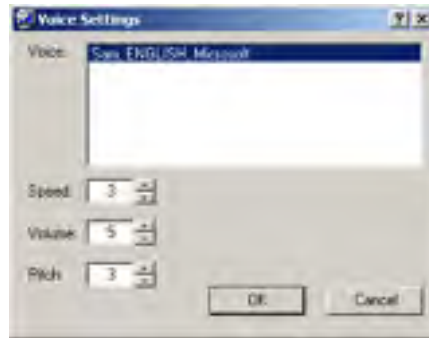 Voice Settings
Voice:
Sam, ENGLISH, Microsoft
Speed: 3
Volume: 5
Pitch: 3
OK Cancel